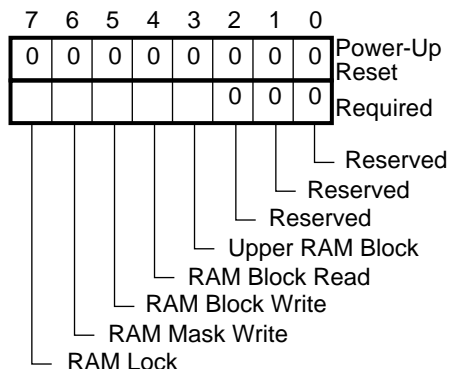 7 6 5 4 3 2 1 0
0 0 0 0 0 0 0 0 Power-Up
Reset
0 0 0 Required
Reserved
Reserved
Reserved
Upper RAM Block
RAM Block Read
RAM Block Write
RAM Mask Write
RAM Lock